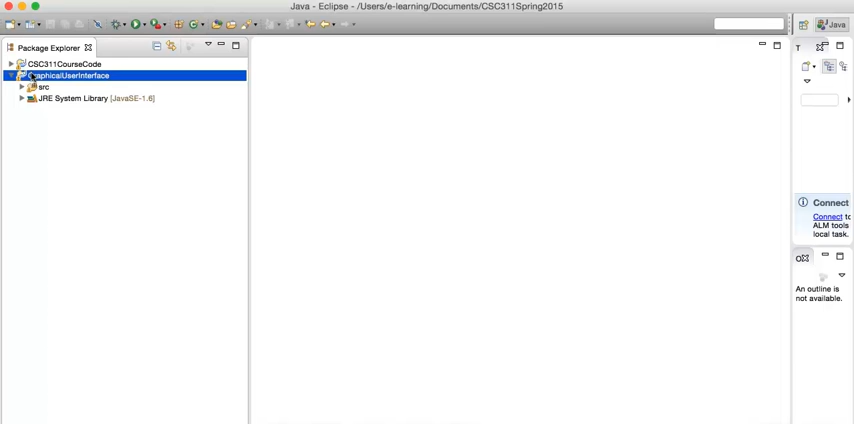 Java - Eclipse - /Users/e-learning/Documents/CSC311Spring2015
Java
Package Explorer
T
CSC311CourseCode
GraphicalUserInterface
src
JRE System Library [JavaSE-1.6]
Connect
Connect to
ALM tools
local task.
O
An outline is
not available.